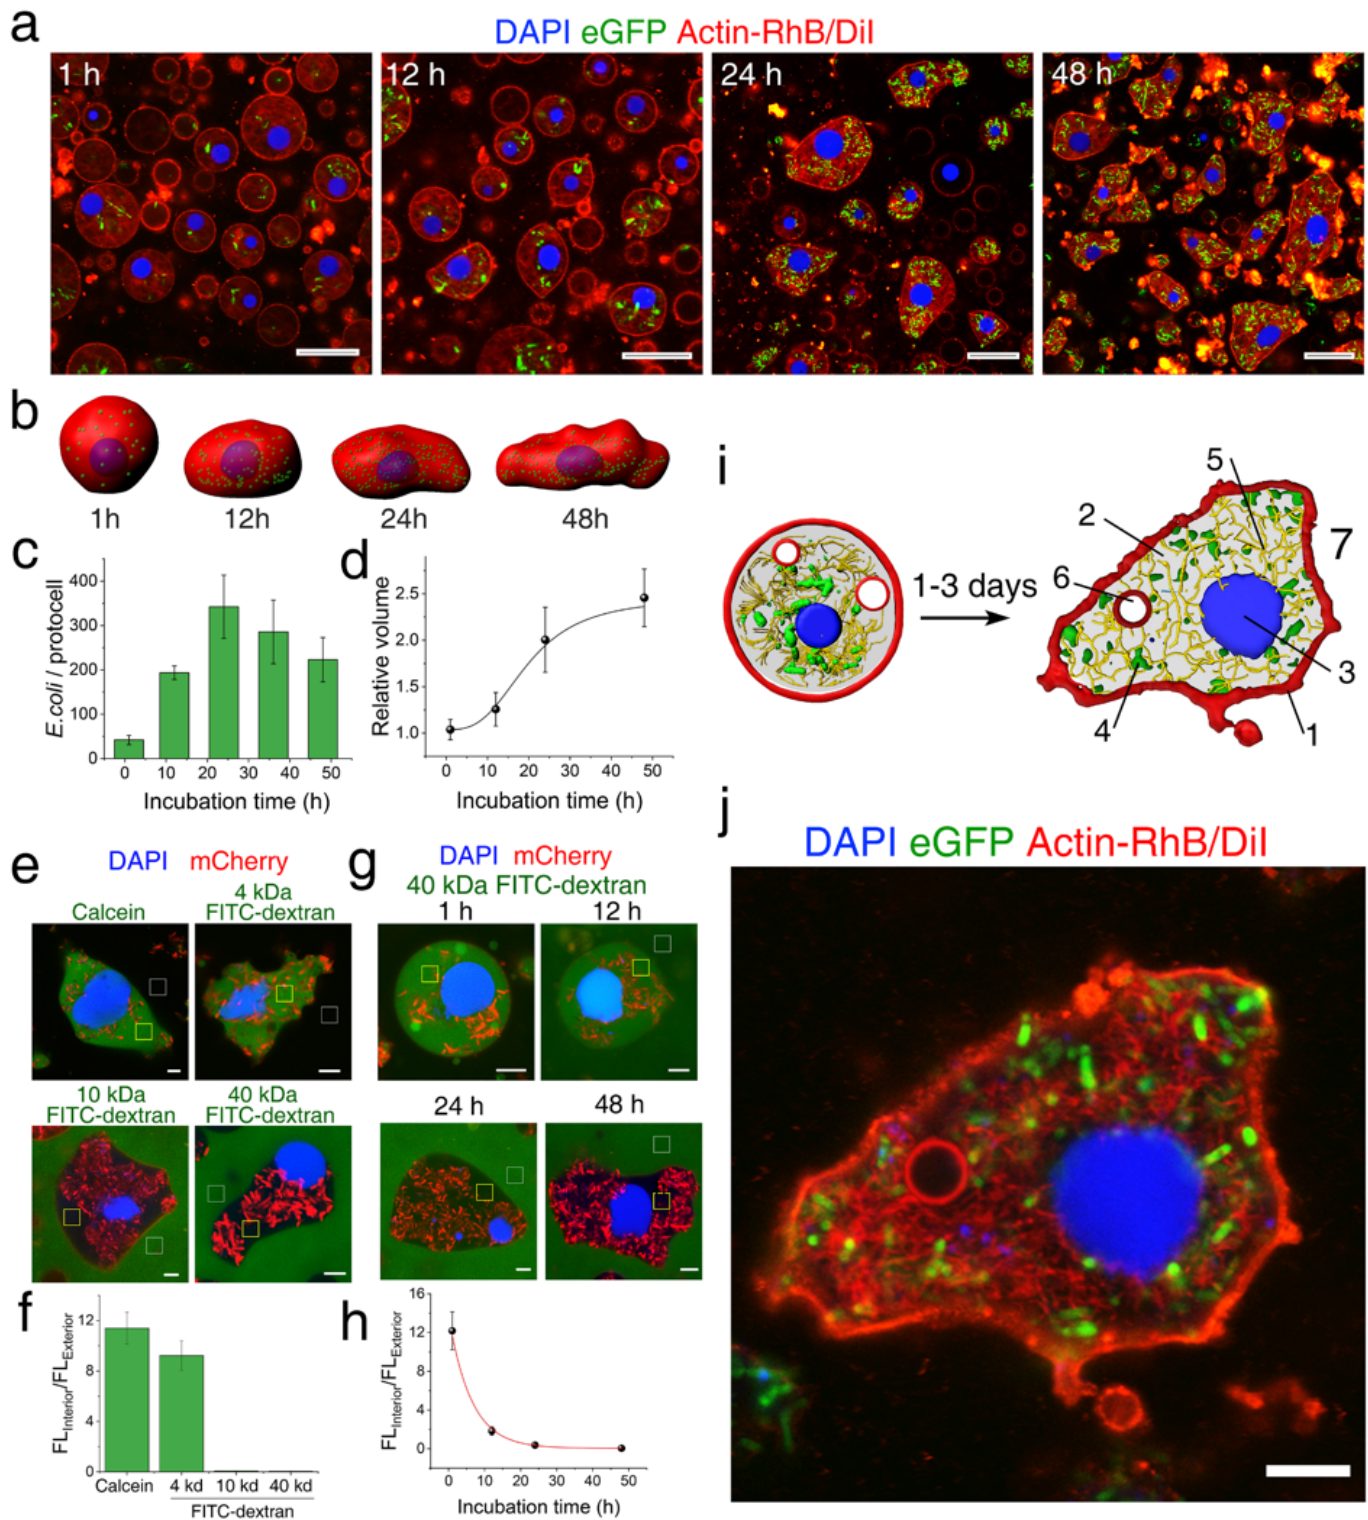 a
DAPI eGFP Actin-RhB/DiI
1 h
12 h
24 h
48 h
b
1h
12h
24h
48h
c
E.coli / protocell
400
300
200
100
0
0 10 20 30 40 50
Incubation time (h)
d
Relative volume
2.5
2.0
1.5
1.0
0 10 20 30 40 50
Incubation time (h)
i
1-3 days
5
2
7
6
3
4
1
e
DAPI mCherry
Calcein
4 kDa
FITC-dextran
10 kDa
FITC-dextran
40 kDa
FITC-dextran
f
FLInterior/FLExterior
12
8
4
0
Calcein 4 kd 10 kd 40 kd
FITC-dextran
g
DAPI mCherry
40 kDa FITC-dextran
1 h
12 h
24 h
48 h
h
FLInterior/FLExterior
16
12
8
4
0
0 10 20 30 40 50
Incubation time (h)
j
DAPI eGFP Actin-RhB/DiI